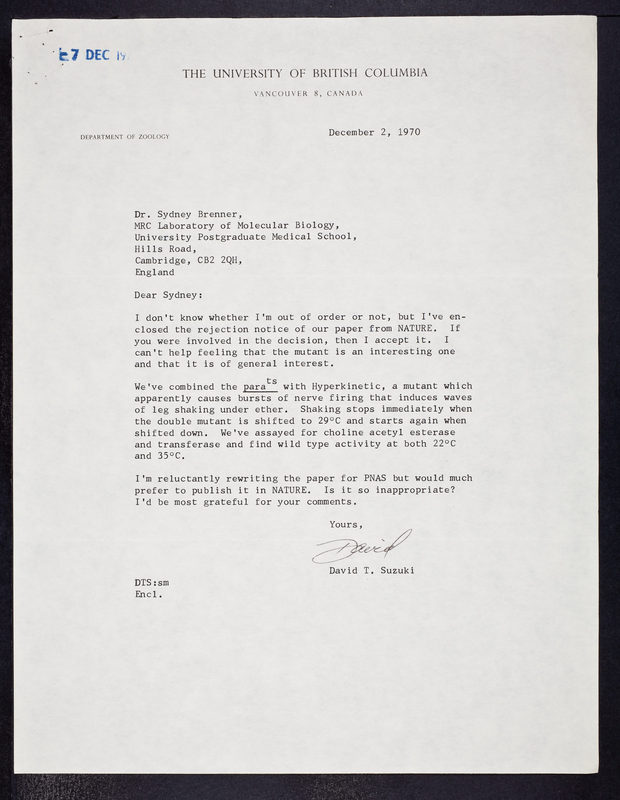 7 DEC 19
THE UNIVERSITY OF BRITISH COLUMBIA
VANCOUVER 8, CANADA
DEPARTMENT OF ZOOLOGY
December 2, 1970
Dr. Sydney Brenner,
MRC Laboratory of Molecular Biology,
University Postgraduate Medical School,
Hills Road,
Cambridge, CB2 2QH,
England
Dear Sydney:
I don't know whether I'm out of order or not, but I've en-
closed the rejection notice of our paper from NATURE. If
you were involved in the decision, then I accept it. I
can't help feeling that the mutant is an interesting one
and that it is of general interest.
We've combined the para^ts with Hyperkinetic, a mutant which
apparently causes bursts of nerve firing that induces waves
of leg shaking under ether. Shaking stops immediately when
the double mutant is shifted to 29°C and starts again when
shifted down. We've assayed for choline acetyl esterase
and transferase and find wild type activity at both 22°C
and 35°C.
I'm reluctantly rewriting the paper for PNAS but would much
prefer to publish it in NATURE. Is it so inappropriate?
I'd be most grateful for your comments.
Yours,
David
David T. Suzuki
DTS:sm
Encl.